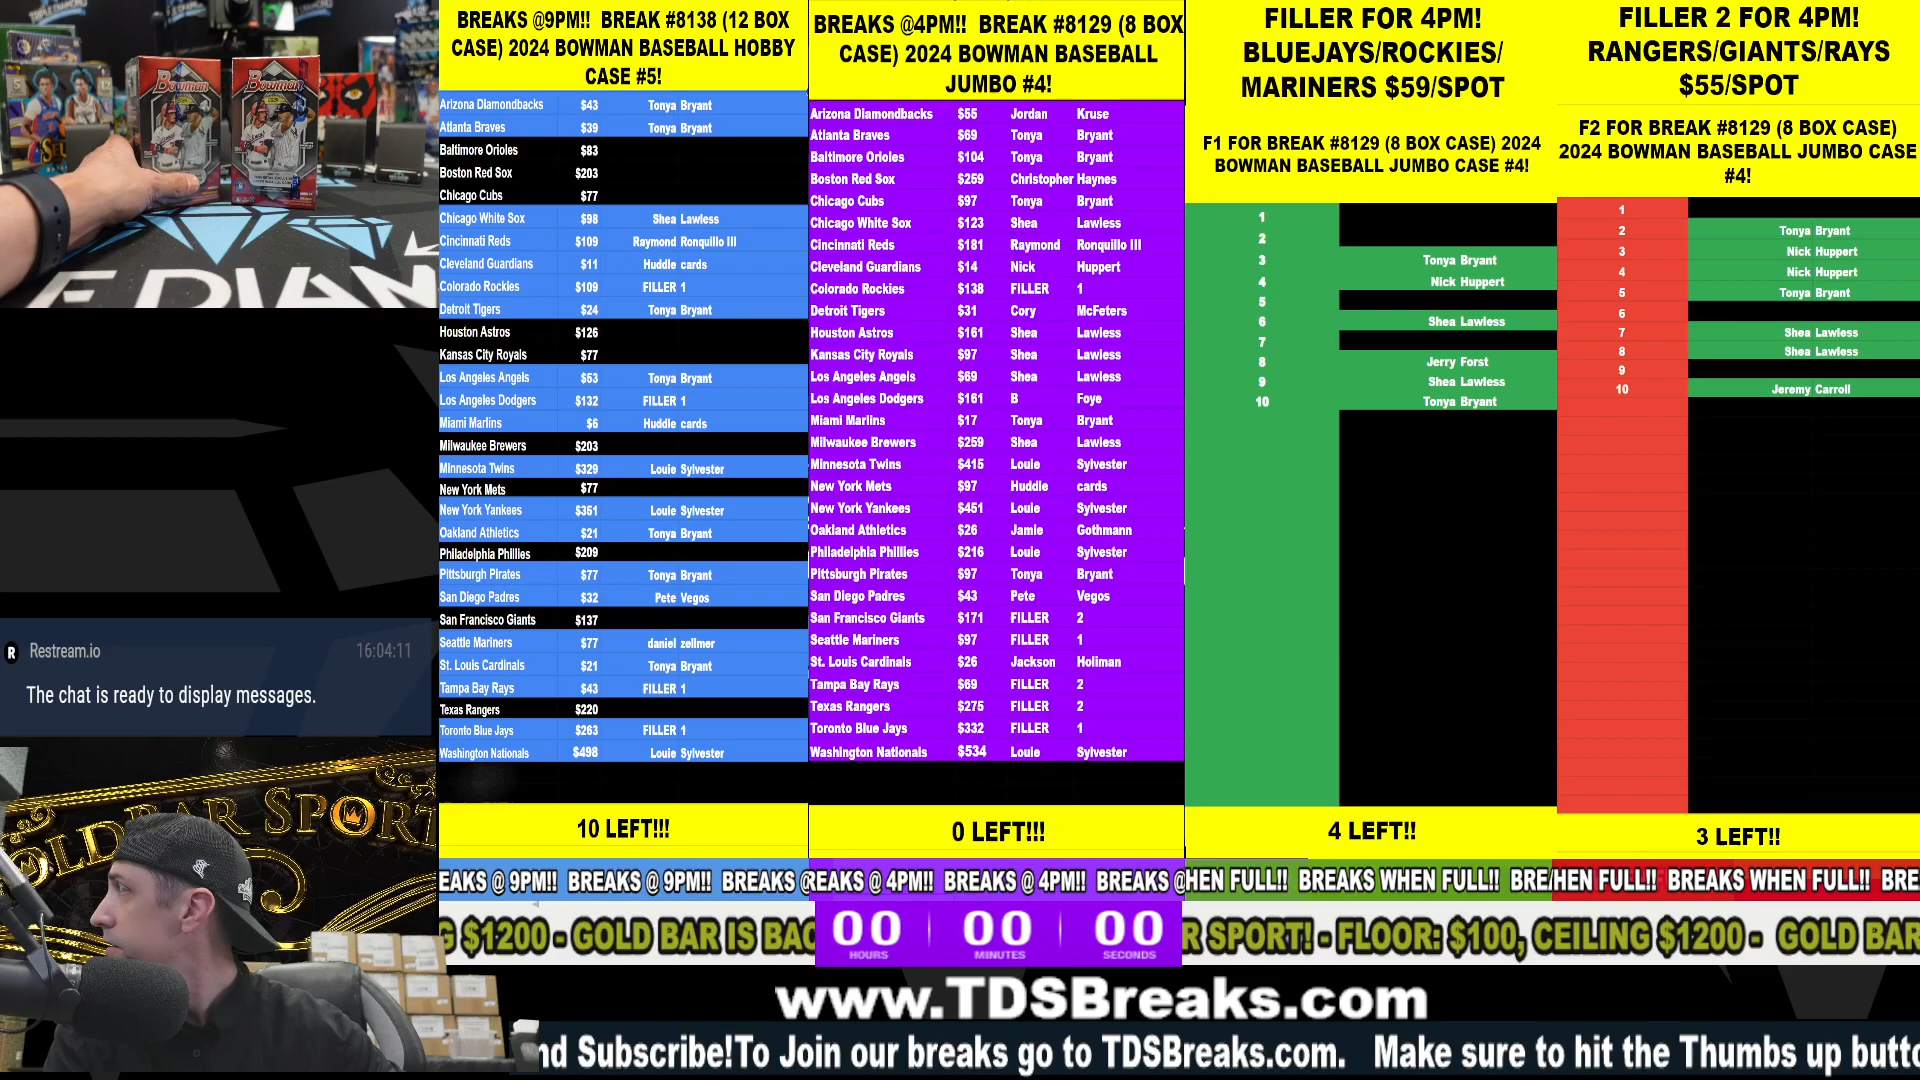 BREAKS @9PM!! BREAK #8138 (12 BOX
CASE) 2024 BOWMAN BASEBALL HOBBY
CASE #5!
Arizona Diamondbacks $43 Tonya Bryant
Atlanta Braves $39 Tonya Bryant
Baltimore Orioles $83
Boston Red Sox $203
Chicago Cubs $77
Chicago White Sox $98 Shea Lawless
Cincinnati Reds $109 Raymond Ronquillo III
Cleveland Guardians $11 Huddle cards
Colorado Rockies $109 FILLER 1
Detroit Tigers $24 Tonya Bryant
Houston Astros $126
Kansas City Royals $77
Los Angeles Angels $53 Tonya Bryant
Los Angeles Dodgers $132 FILLER 1
Miami Marlins $6 Huddle cards
Milwaukee Brewers $203
Minnesota Twins $329 Louie Sylvester
New York Mets $77
New York Yankees $351 Louie Sylvester
Oakland Athletics $21 Tonya Bryant
Philadelphia Phillies $209
Pittsburgh Pirates $77 Tonya Bryant
San Diego Padres $32 Pete Vegos
San Francisco Giants $137
Seattle Mariners $77 daniel zellmer
St. Louis Cardinals $21 Tonya Bryant
Tampa Bay Rays $43 FILLER 1
Texas Rangers $220
Toronto Blue Jays $263 FILLER 1
Washington Nationals $498 Louie Sylvester
10 LEFT!!!
BREAKS @4PM!! BREAK #8129 (8 BOX
CASE) 2024 BOWMAN BASEBALL
JUMBO #4!
Arizona Diamondbacks $55 Jordan Kruse
Atlanta Braves $69 Tonya Bryant
Baltimore Orioles $104 Tonya Bryant
Boston Red Sox $259 Christopher Haynes
Chicago Cubs $97 Tonya Bryant
Chicago White Sox $123 Shea Lawless
Cincinnati Reds $181 Raymond Ronquillo III
Cleveland Guardians $14 Nick Huppert
Colorado Rockies $138 FILLER 1
Detroit Tigers $31 Cory McFeters
Houston Astros $161 Shea Lawless
Kansas City Royals $97 Shea Lawless
Los Angeles Angels $69 Shea Lawless
Los Angeles Dodgers $161 B Foye
Miami Marlins $17 Tonya Bryant
Milwaukee Brewers $259 Shea Lawless
Minnesota Twins $415 Louie Sylvester
New York Mets $97 Huddle cards
New York Yankees $451 Louie Sylvester
Oakland Athletics $26 Jamie Gothmann
Philadelphia Phillies $216 Louie Sylvester
Pittsburgh Pirates $97 Tonya Bryant
San Diego Padres $43 Pete Vegos
San Francisco Giants $171 FILLER 2
Seattle Mariners $97 FILLER 1
St. Louis Cardinals $26 Jackson Holiman
Tampa Bay Rays $69 FILLER 2
Texas Rangers $275 FILLER 2
Toronto Blue Jays $332 FILLER 1
Washington Nationals $534 Louie Sylvester
0 LEFT!!!
FILLER FOR 4PM!
BLUEJAYS/ROCKIES/
MARINERS $59/SPOT
F1 FOR BREAK #8129 (8 BOX CASE) 2024
BOWMAN BASEBALL JUMBO CASE #4!
1
2
3 Tonya Bryant
4 Nick Huppert
5
6 Shea Lawless
7
8 Jerry Forst
9 Shea Lawless
10 Tonya Bryant
4 LEFT!!
FILLER 2 FOR 4PM!
RANGERS/GIANTS/RAYS
$55/SPOT
F2 FOR BREAK #8129 (8 BOX CASE)
2024 BOWMAN BASEBALL JUMBO CASE
#4!
1
2 Tonya Bryant
3 Nick Huppert
4 Nick Huppert
5 Tonya Bryant
6
7 Shea Lawless
8 Shea Lawless
9
10 Jeremy Carroll
3 LEFT!!
Bowman
Bowman
Restream.io 16:04:11
The chat is ready to display messages.
OLD BAR SPORT
EAKS @ 9PM!! BREAKS @ 9PM!! BREAKS @
REAKS @ 4PM!! BREAKS @ 4PM!! BREAKS @
HEN FULL!! BREAKS WHEN FULL!! BRE
HEN FULL!! BREAKS WHEN FULL!! BRE
G $1200 - GOLD BAR IS BAC
00 00 00
HOURS MINUTES SECONDS
R SPORT! - FLOOR: $100, CEILING $1200 - GOLD BAR
www.TDSBreaks.com
nd Subscribe!To Join our breaks go to TDSBreaks.com. Make sure to hit the Thumbs up butto